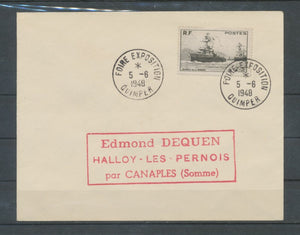 FOIRE EXPOSITION
5 - 6
1948
QUIMPER
RF POSTES
FOIRE EXPOSITION
5 - 6
1948
QUIMPER
Edmond DEQUEN
HALLOY - LES - PERNOIS
par CANAPLES (Somme)